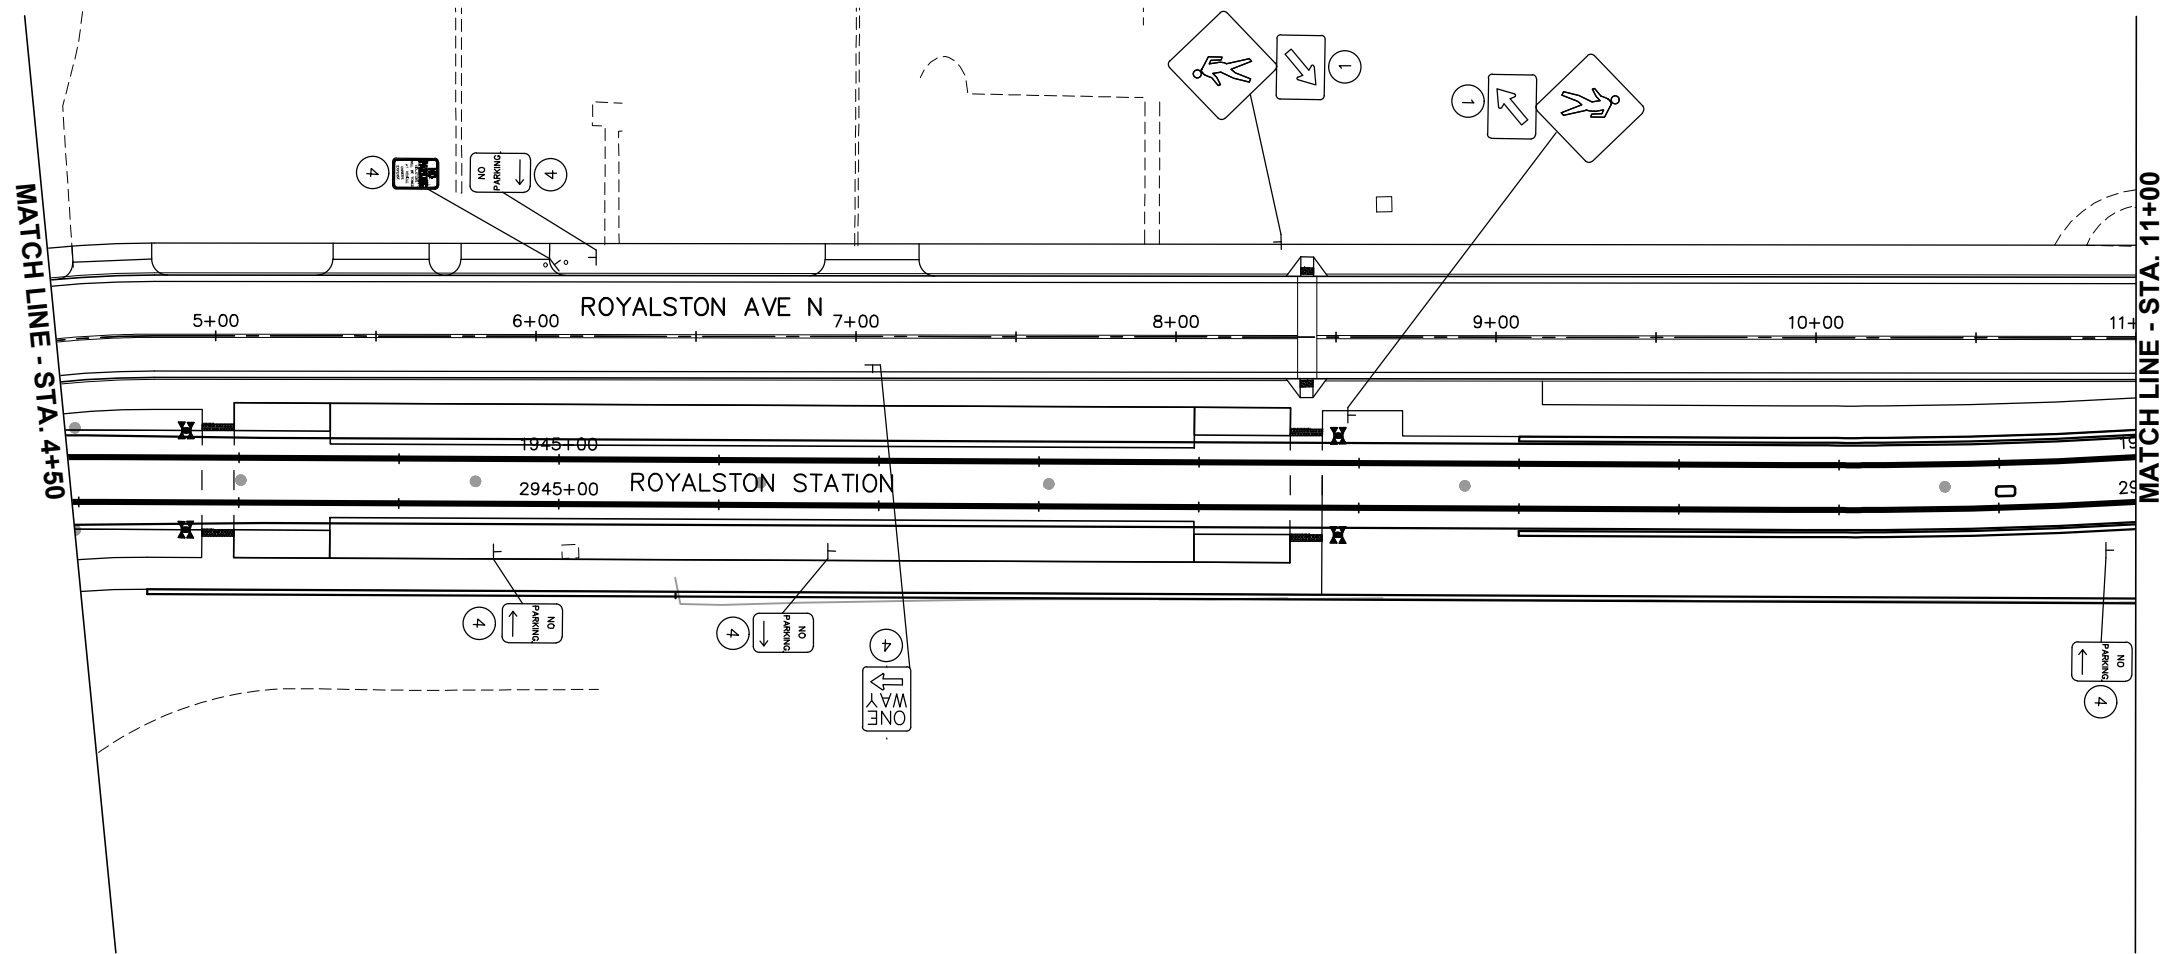 1
1
4
NO
PARKING
4
MATCH LINE - STA. 4+50
MATCH LINE - STA. 11+00
ROYALSTON AVE N
5+00
6+00
7+00
8+00
9+00
10+00
11+
1945+00
19
ROYALSTON STATION
2945+00
29
4
NO
PARKING
4
NO
PARKING
4
ONE
WAY
NO
PARKING
4